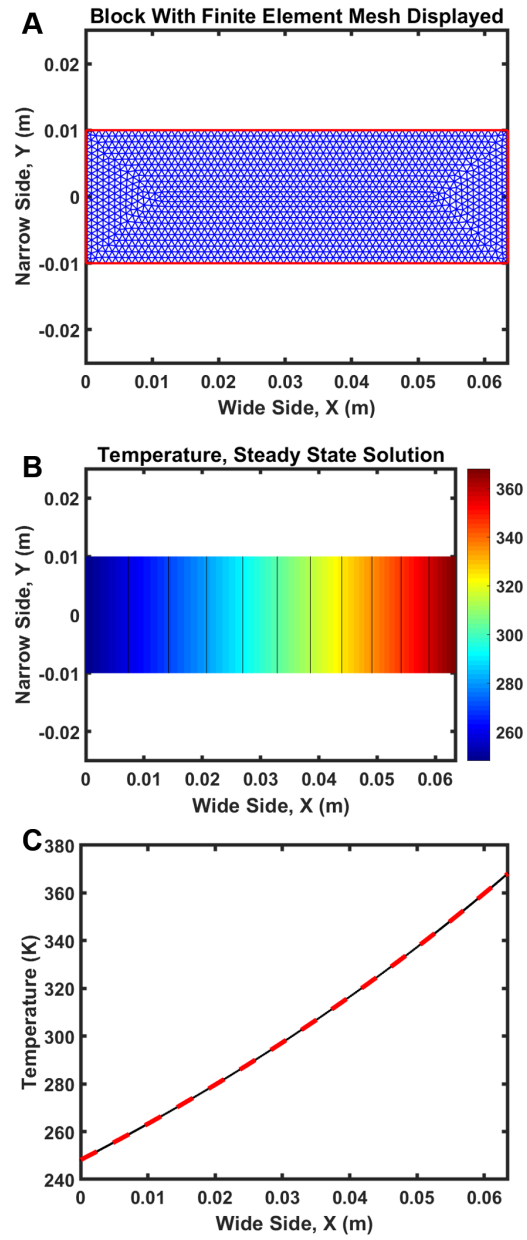 A
Block With Finite Element Mesh Displayed
Narrow Side, Y (m)
0.02
0.01
0
-0.01
-0.02
0 0.01 0.02 0.03 0.04 0.05 0.06
Wide Side, X (m)
B
Temperature, Steady State Solution
Narrow Side, Y (m)
0.02
0.01
0
-0.01
-0.02
0 0.01 0.02 0.03 0.04 0.05 0.06
Wide Side, X (m)
360
340
320
300
280
260
C
Temperature (K)
380
360
340
320
300
280
260
240
0 0.01 0.02 0.03 0.04 0.05 0.06
Wide Side, X (m)